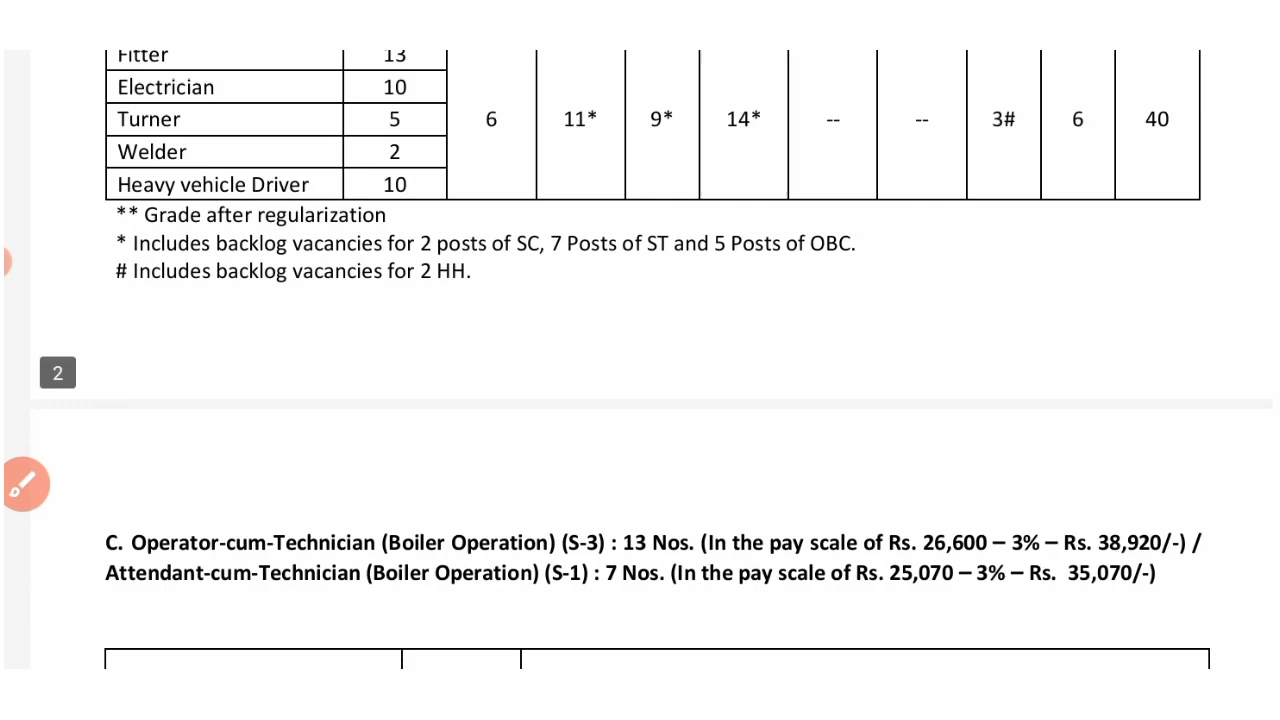 Fitter 13
Electrician 10
Turner 5 6 11* 9* 14* -- -- 3# 6 40
Welder 2
Heavy vehicle Driver 10
** Grade after regularization
* Includes backlog vacancies for 2 posts of SC, 7 Posts of ST and 5 Posts of OBC.
# Includes backlog vacancies for 2 HH.
2
C. Operator-cum-Technician (Boiler Operation) (S-3) : 13 Nos. (In the pay scale of Rs. 26,600 – 3% – Rs. 38,920/-) /
Attendant-cum-Technician (Boiler Operation) (S-1) : 7 Nos. (In the pay scale of Rs. 25,070 – 3% – Rs. 35,070/-)